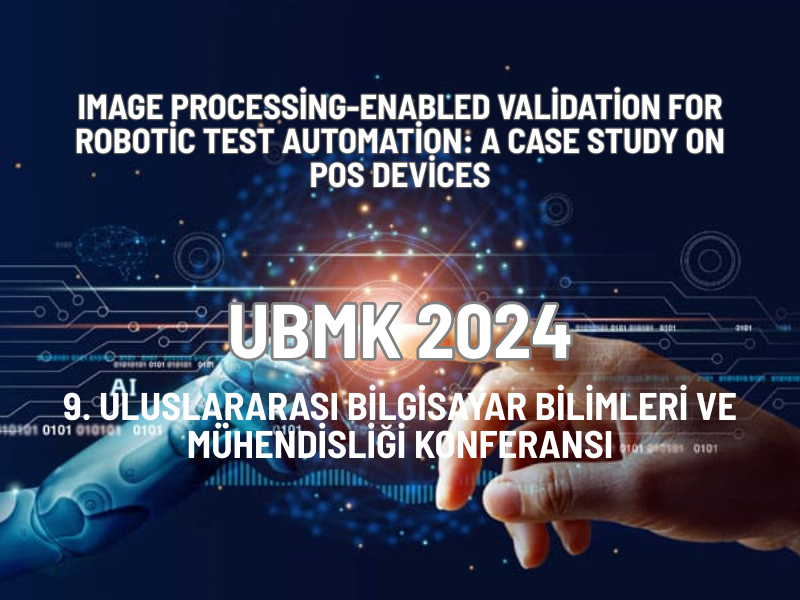 IMAGE PROCESSİNG-ENABLED VALİDATİON FOR
ROBOTİC TEST AUTOMATİON: A CASE STUDY ON
POS DEVİCES
UBMK 2024
AI
9. ULUSLARARASI BİLGİSAYAR BİLİMLERİ VE
MÜHENDİSLİĞİ KONFERANSI